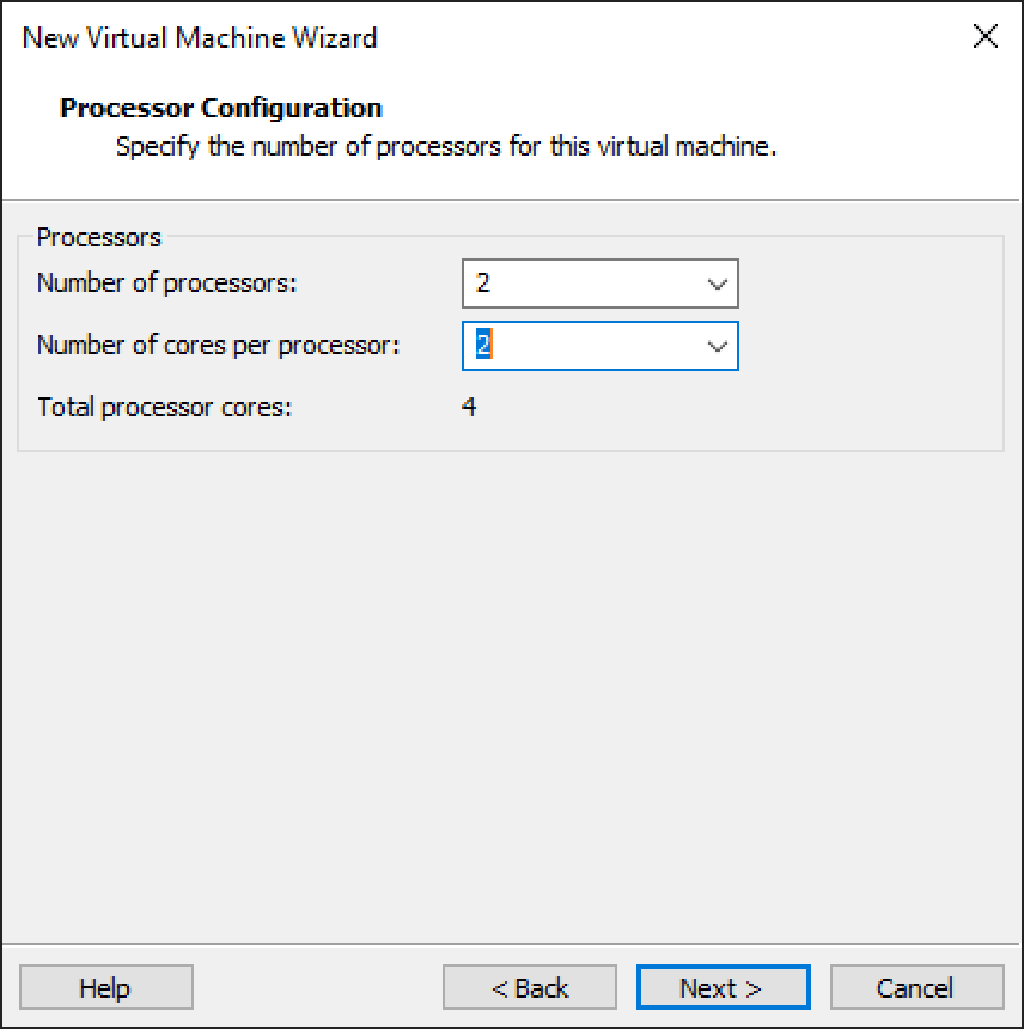 New Virtual Machine Wizard
Processor Configuration
Specify the number of processors for this virtual machine.
Processors
Number of processors: 2
Number of cores per processor: 2
Total processor cores: 4
Help < Back Next > Cancel